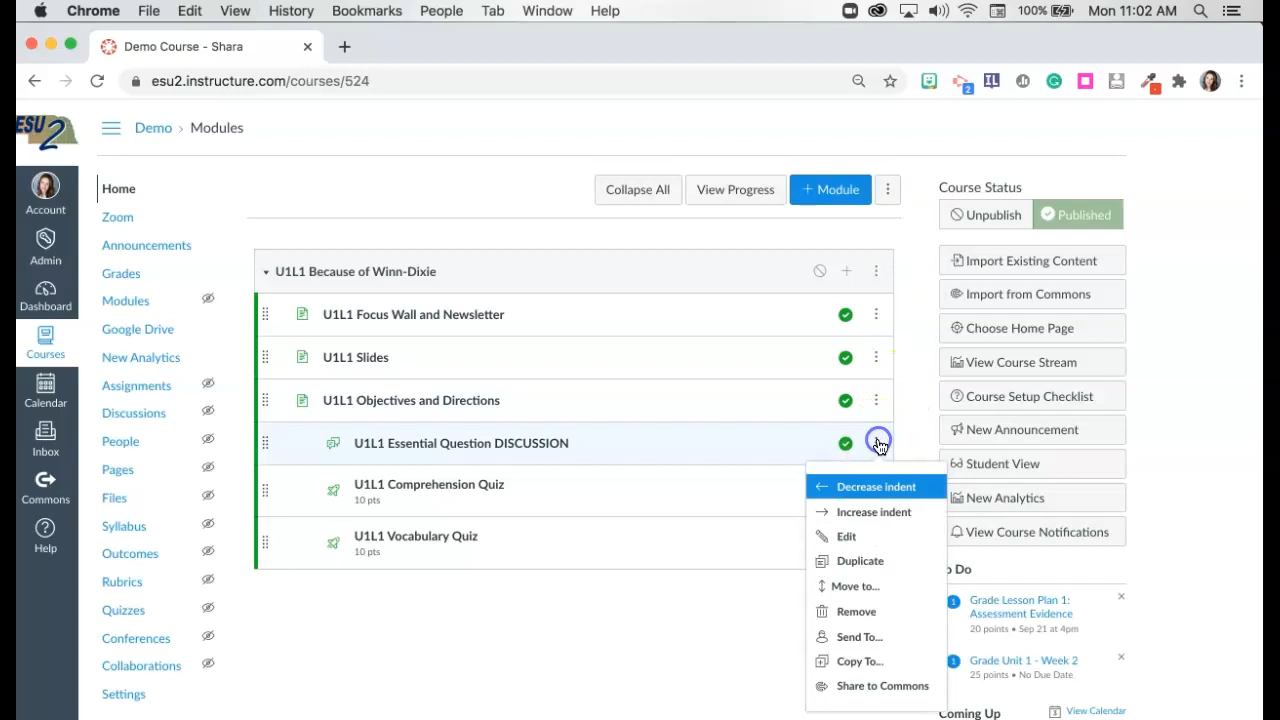 Chrome File Edit View History Bookmarks People Tab Window Help 100% Mon 11:02 AM
Demo Course - Shara
esu2.instructure.com/courses/524
2
ESU 2
Demo › Modules
Account
Admin
Dashboard
Courses
Calendar
Inbox
Commons
Help
Home
Zoom
Announcements
Grades
Modules
Google Drive
New Analytics
Assignments
Discussions
People
Pages
Files
Syllabus
Outcomes
Rubrics
Quizzes
Conferences
Collaborations
Settings
Collapse All View Progress + Module
U1L1 Because of Winn-Dixie
U1L1 Focus Wall and Newsletter
U1L1 Slides
U1L1 Objectives and Directions
U1L1 Essential Question DISCUSSION
U1L1 Comprehension Quiz
10 pts
U1L1 Vocabulary Quiz
10 pts
Decrease indent
Increase indent
Edit
Duplicate
Move to...
Remove
Send To...
Copy To...
Share to Commons
Course Status
Unpublish Published
Import Existing Content
Import from Commons
Choose Home Page
View Course Stream
Course Setup Checklist
New Announcement
Student View
New Analytics
View Course Notifications
o Do
1 Grade Lesson Plan 1:
Assessment Evidence
20 points • Sep 21 at 4pm
1 Grade Unit 1 - Week 2
25 points • No Due Date
Coming Up View Calendar